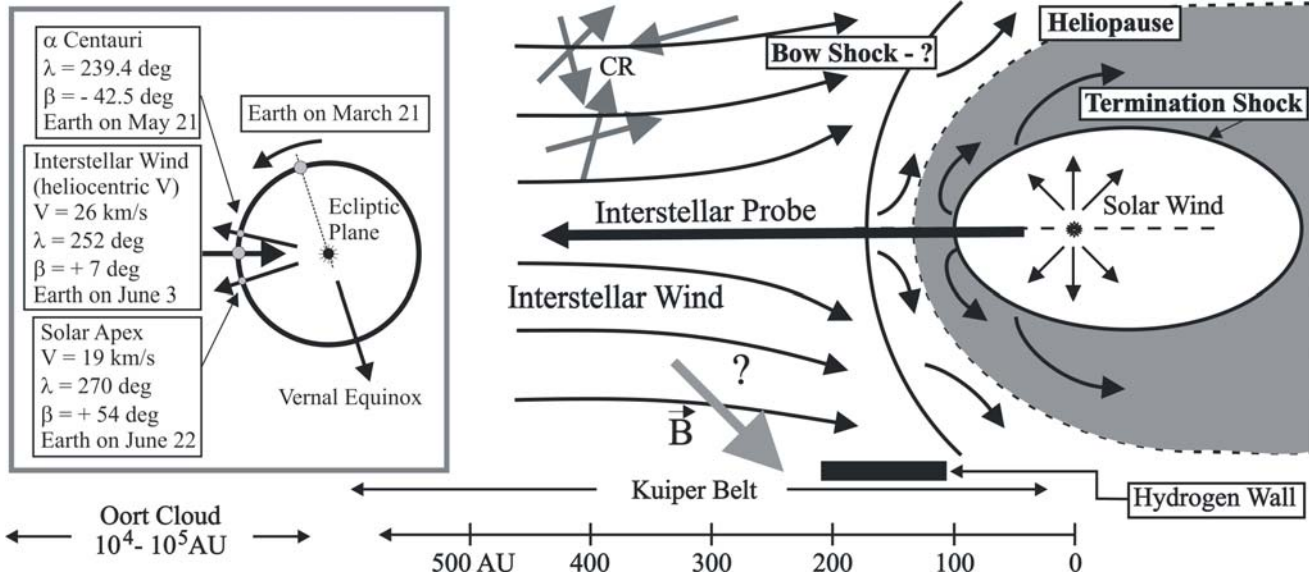 α Centauri
λ = 239.4 deg
β = - 42.5 deg
Earth on May 21
Interstellar Wind
(heliocentric V)
V = 26 km/s
λ = 252 deg
β = + 7 deg
Earth on June 3
Solar Apex
V = 19 km/s
λ = 270 deg
β = + 54 deg
Earth on June 22
Earth on March 21
Ecliptic
Plane
Vernal Equinox
CR
Bow Shock - ?
Heliopause
Termination Shock
Interstellar Probe
Solar Wind
Interstellar Wind
?
B⃗
Kuiper Belt
Hydrogen Wall
Oort Cloud
10⁴- 10⁵AU
500 AU 400 300 200 100 0